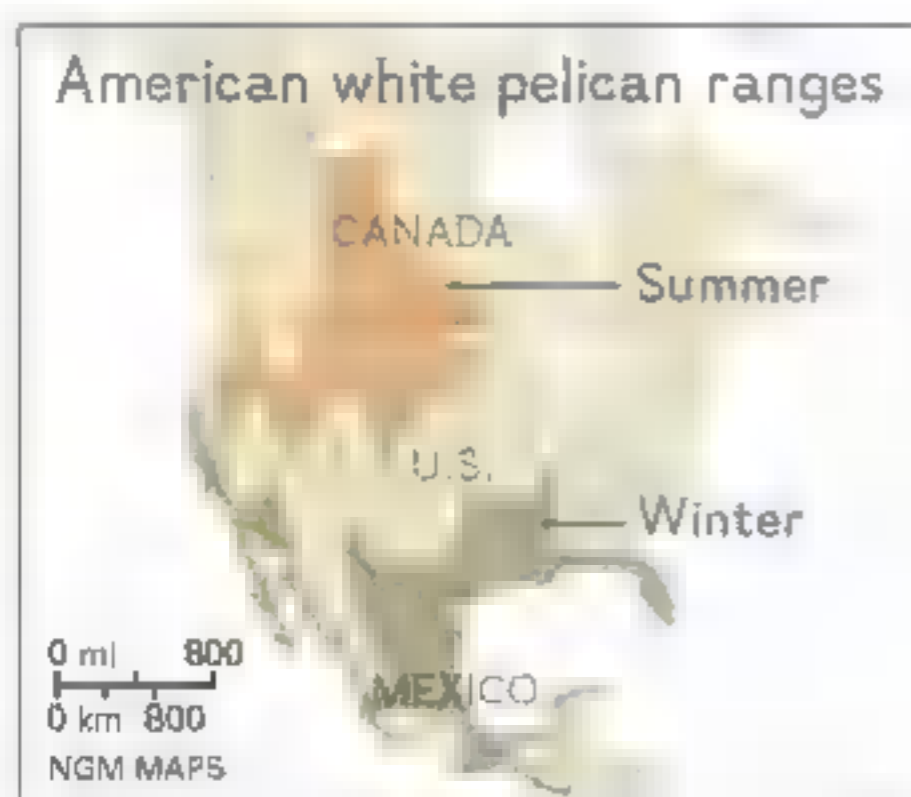 American white pelican ranges
CANADA
Summer
U.S.
Winter
0 mi 800
0 km 800
MEXICO
NGM MAPS